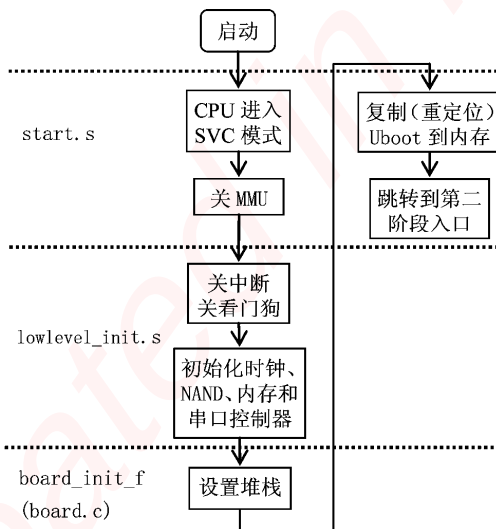 启动
start.s
CPU 进入
SVC 模式
关 MMU
复制(重定位)
Uboot 到内存
跳转到第二
阶段入口
lowlevel_init.s
关中断
关看门狗
初始化时钟、
NAND、内存和
串口控制器
board_init_f
(board.c)
设置堆栈